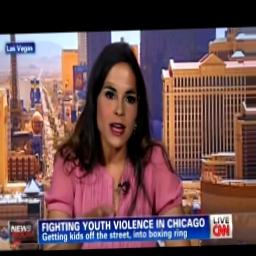 Las Vegas
FIGHTING YOUTH VIOLENCE IN CHICAGO
Getting kids off the street, into boxing ring
LIVE
CNN
NEWS